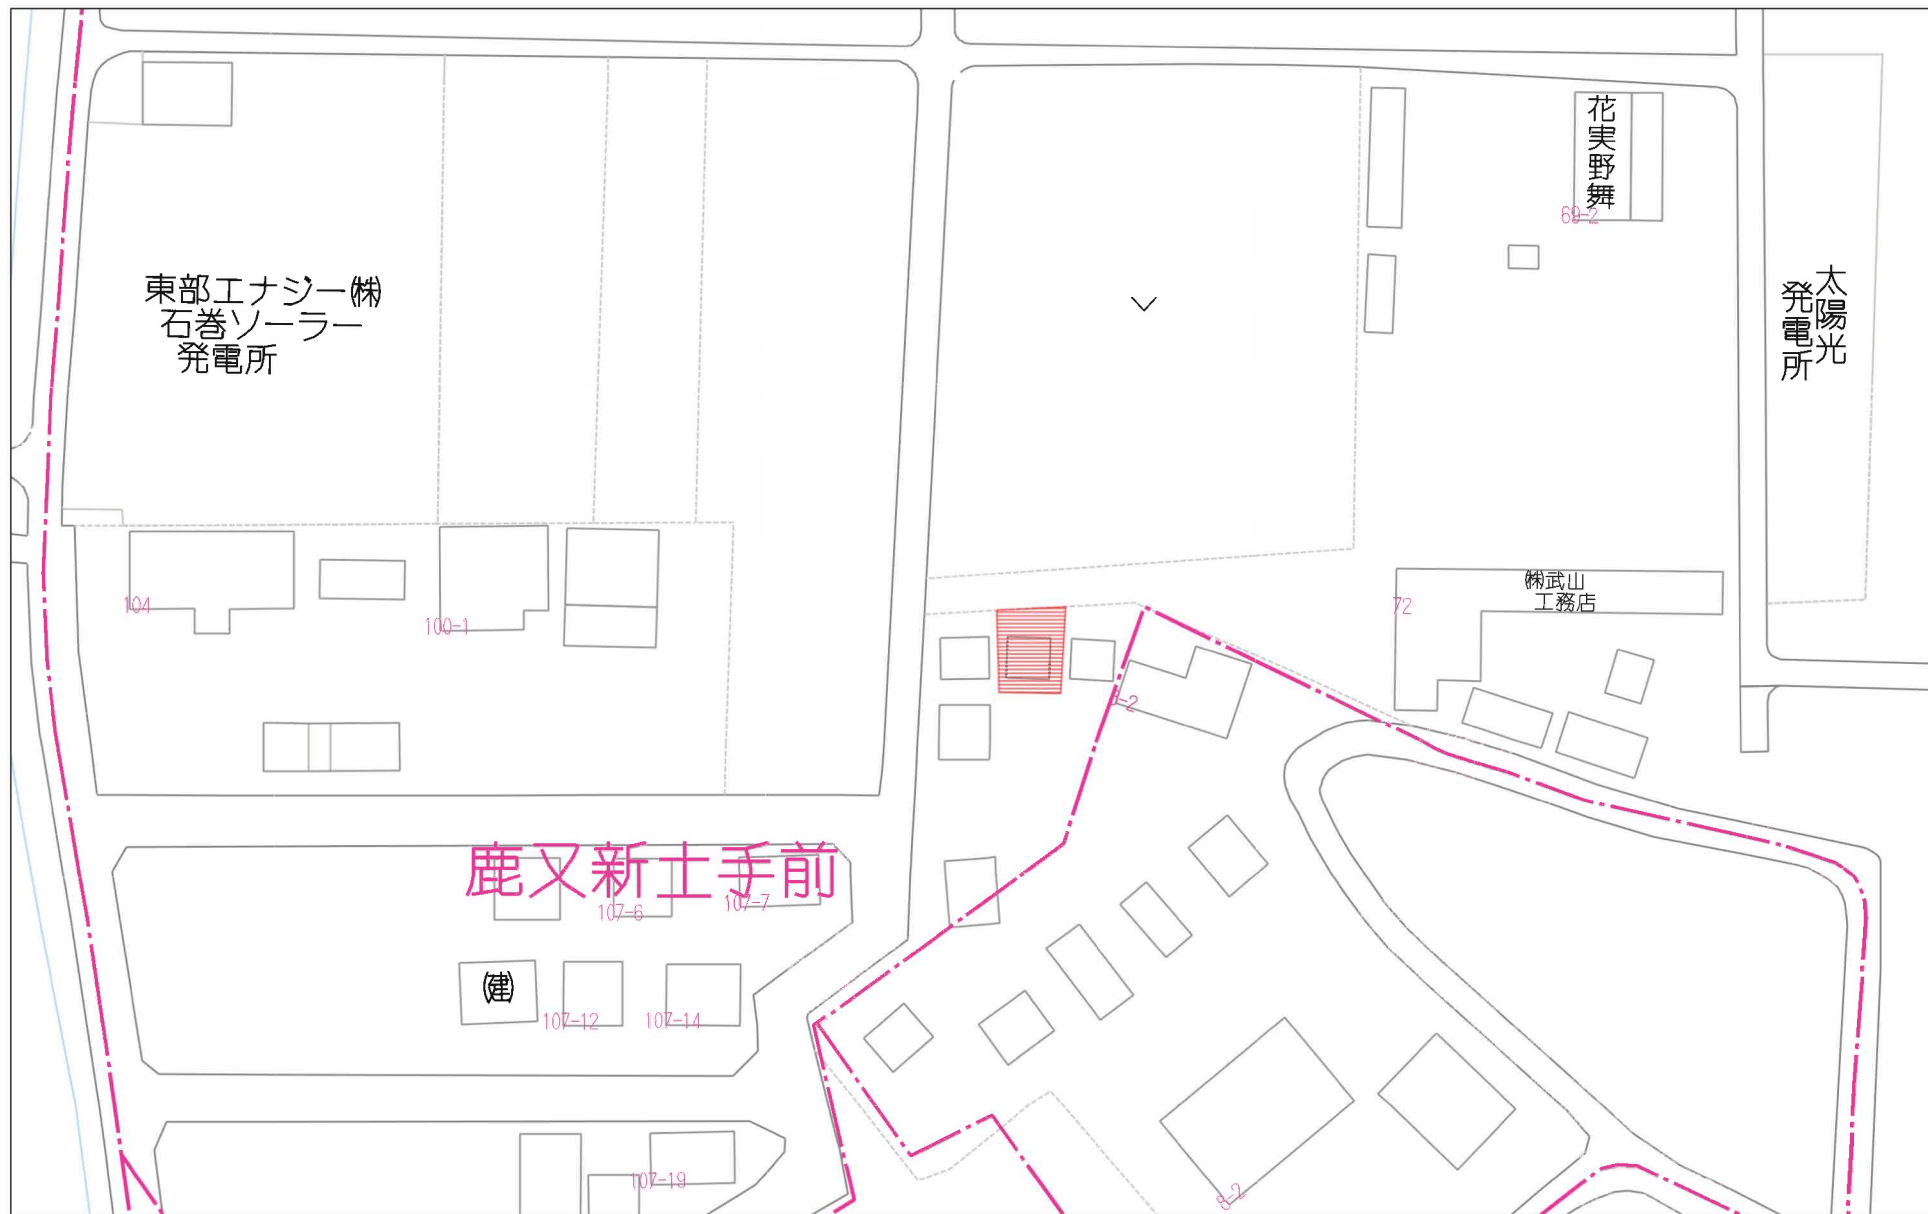 花実野舞
69-2
東部エナジー㈱
石巻ソーラー
発電所
太陽光
発電所
104
100-1
㈱武山
工務店
72
8-2
鹿又新土手前
107-6
107-7
(建)
107-12
107-14
107-19
8-2